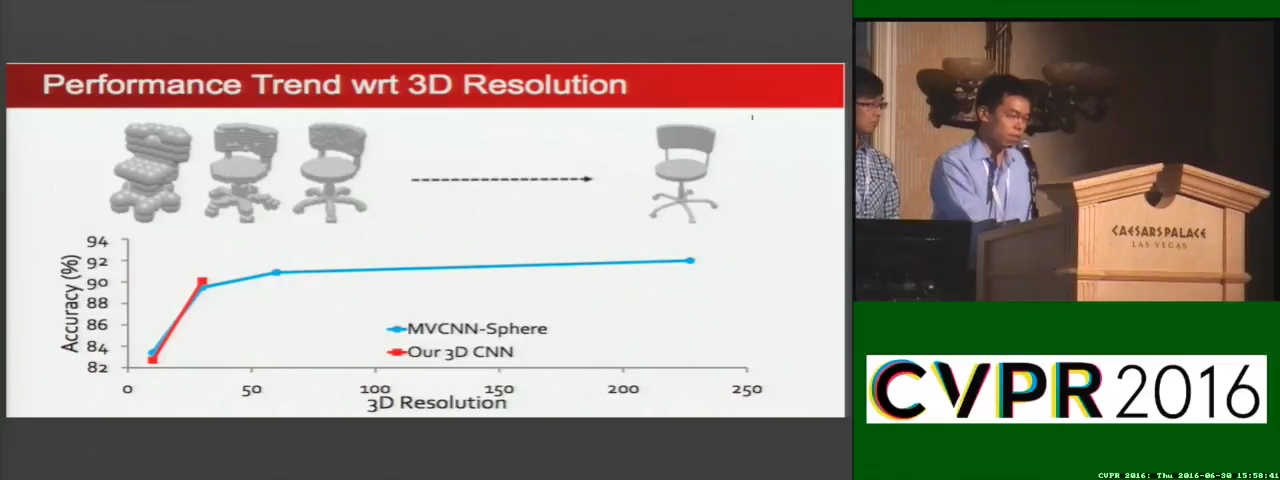 Performance Trend wrt 3D Resolution
94
92
90
88
86
84
82
Accuracy (%)
MVCNN-Sphere
Our 3D CNN
0
50
100
150
200
250
3D Resolution
CAESARS PALACE
LAS VEGAS
CVPR 2016
CVPR 2016: Thu 2016-06-30 15:58:41